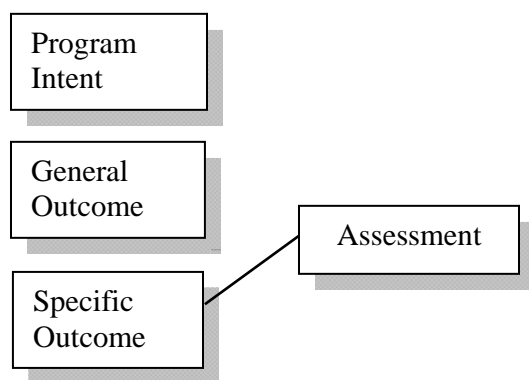 Program
Intent
General
Outcome
Assessment
Specific
Outcome